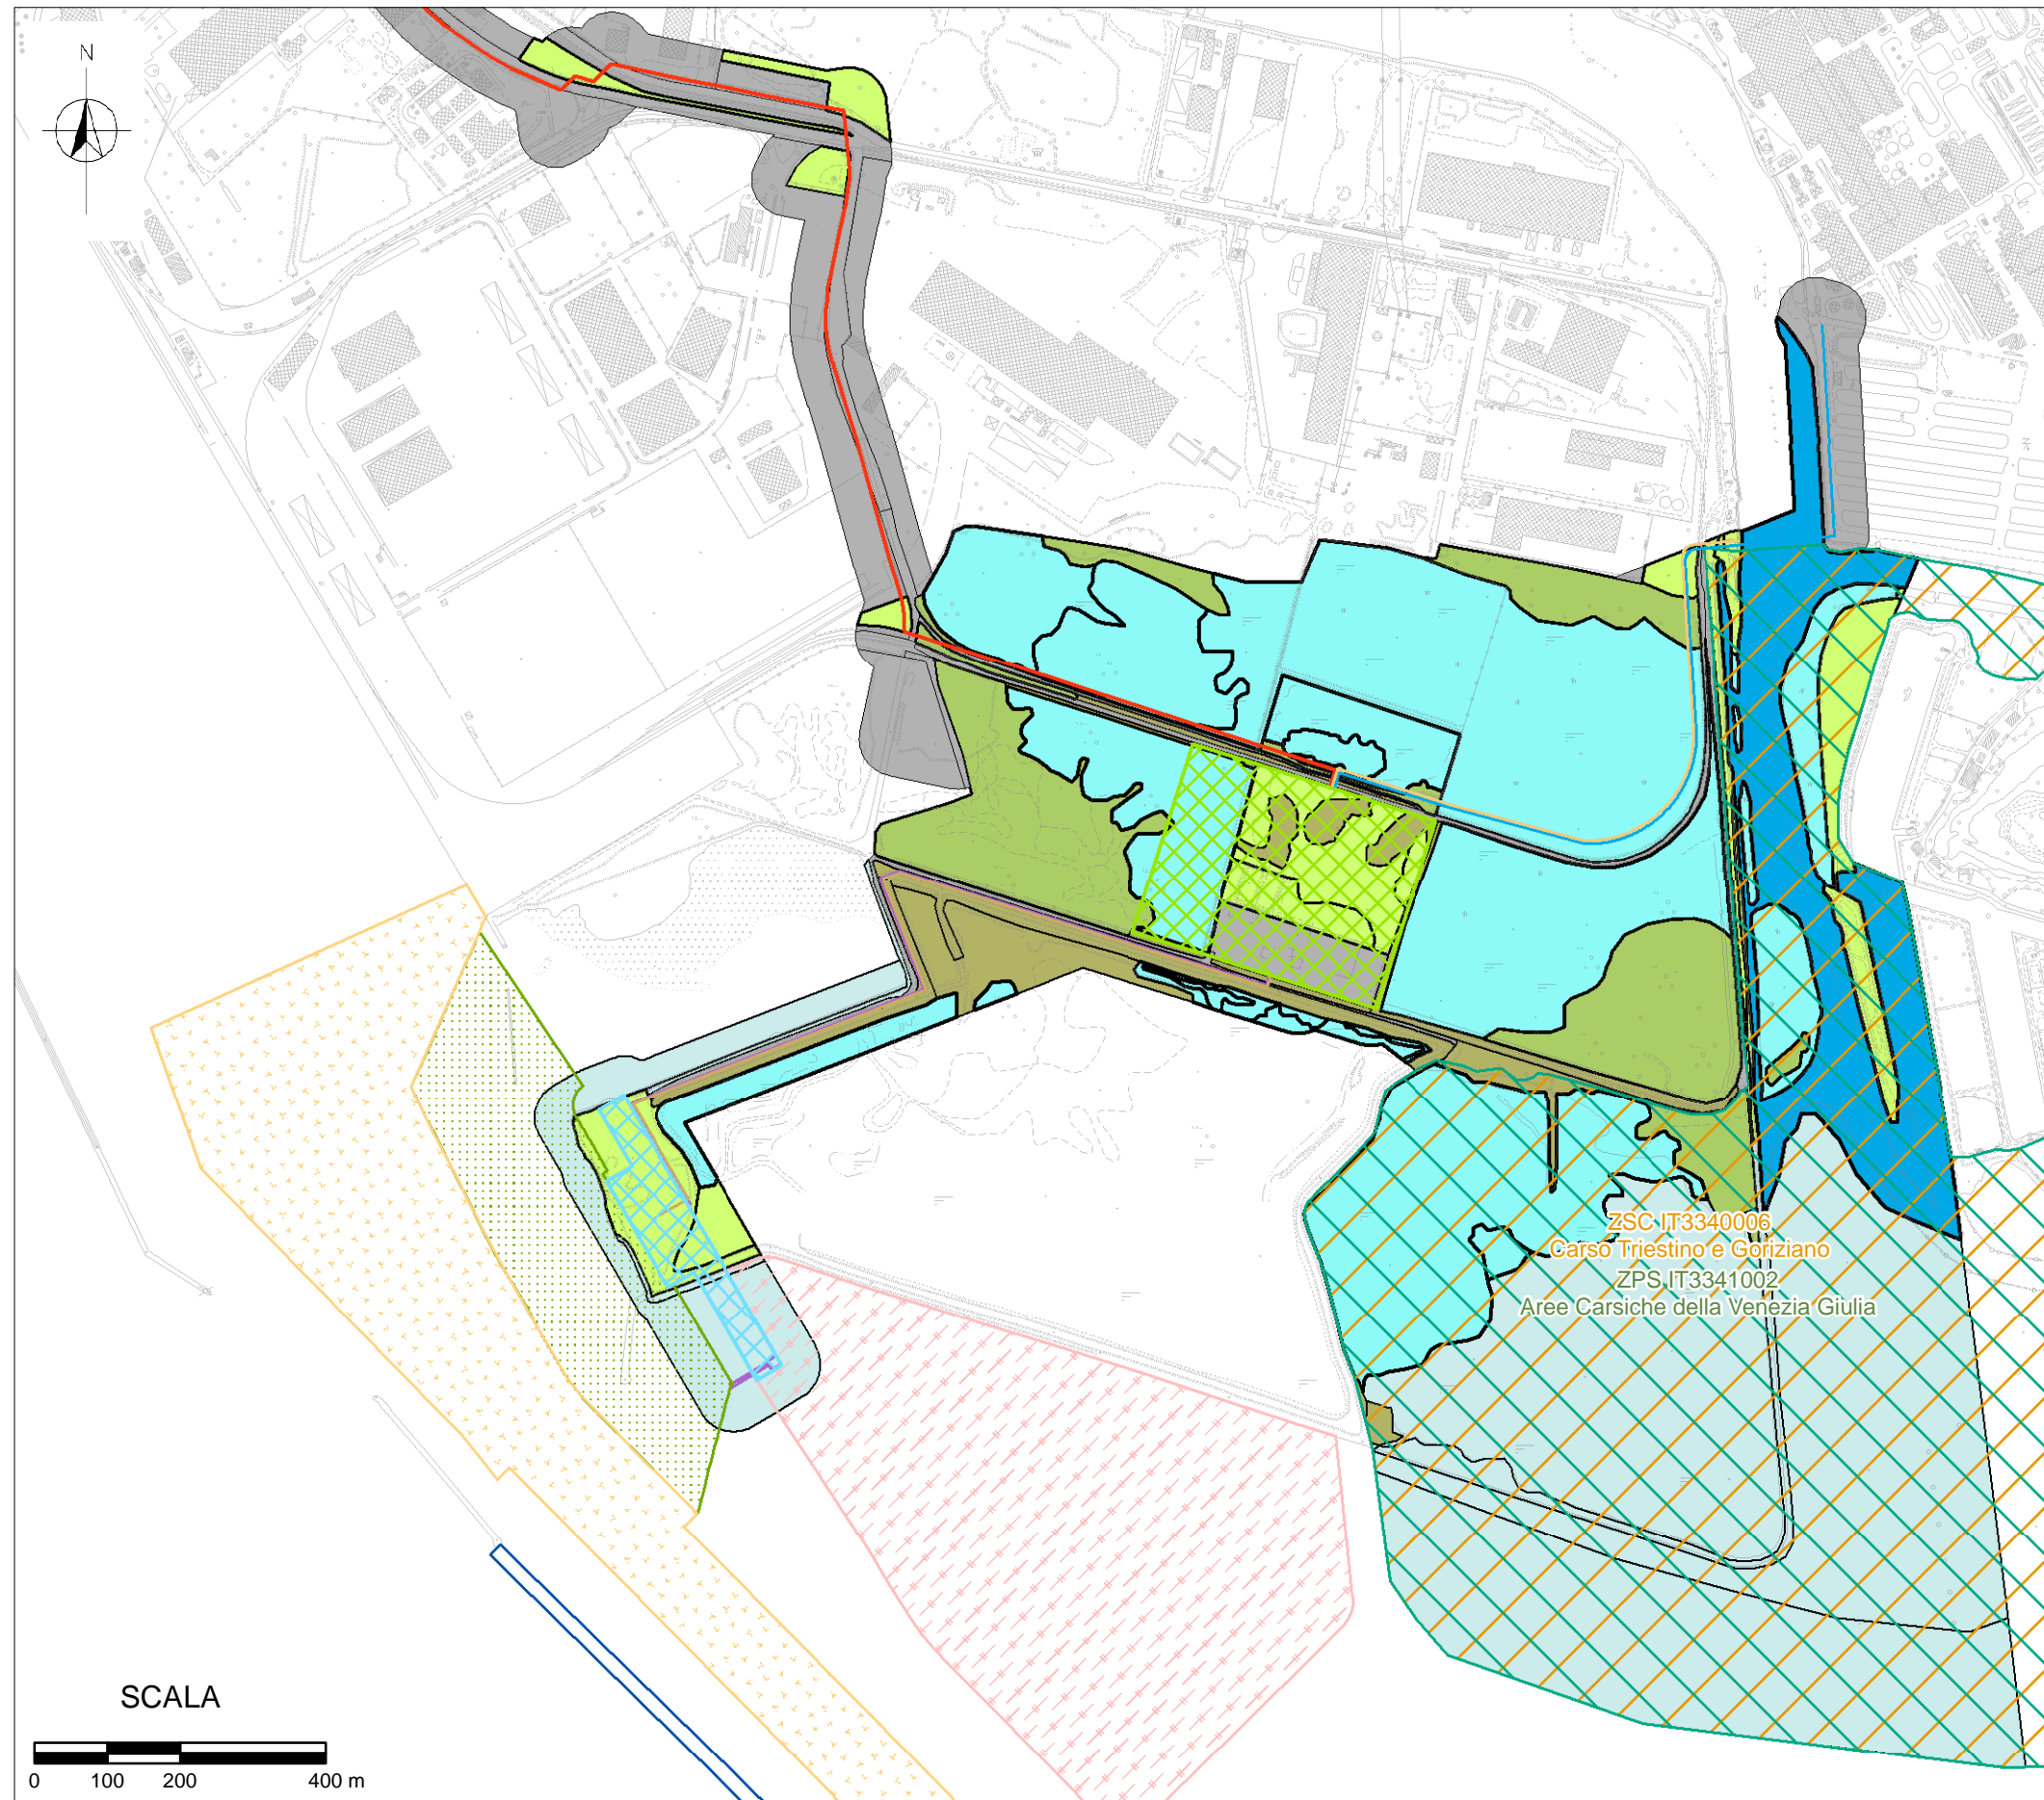 N
ZSC IT3340006
Carso Triestino e Goriziano
ZPS IT3341002
Aree Carsiche della Venezia Giulia
SCALA
0 100 200 400 m